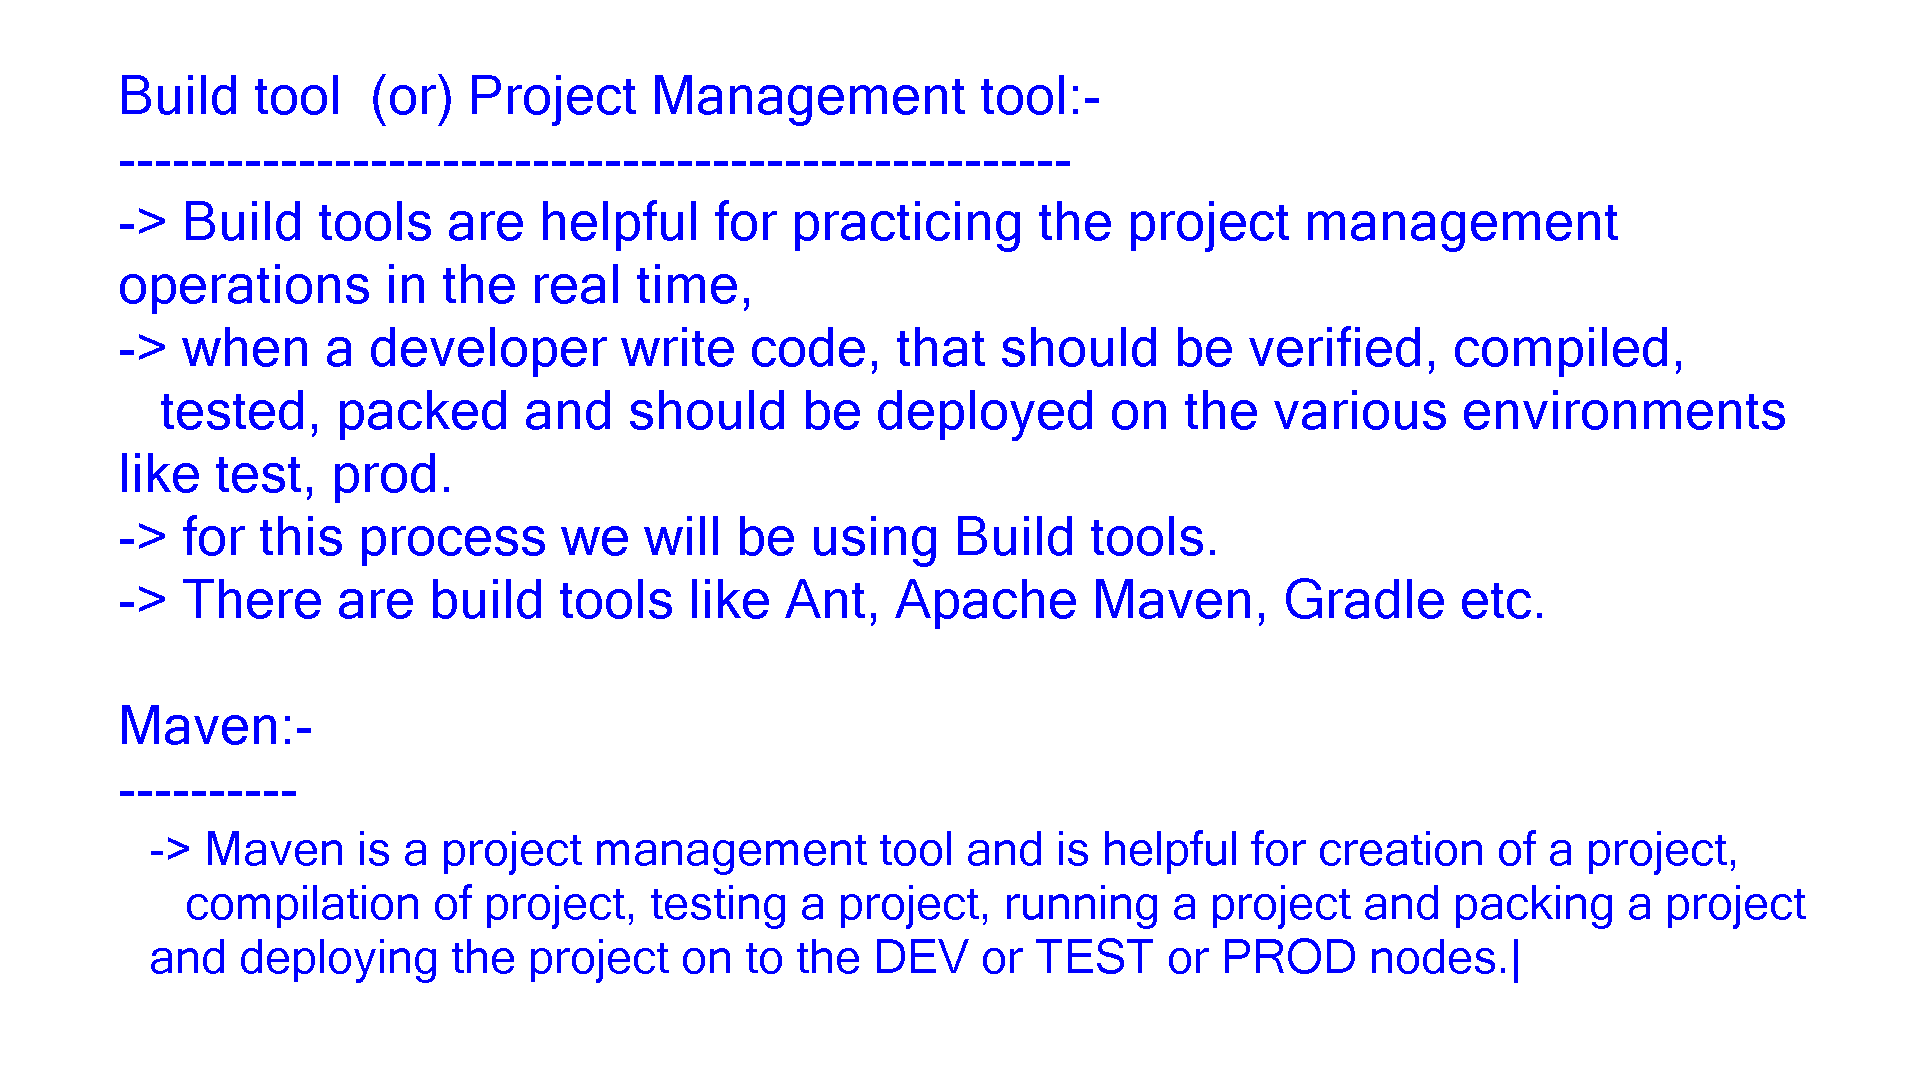 Build tool  (or) Project Management tool:-
-----------------------------------------------------
-> Build tools are helpful for practicing the project management
operations in the real time,
-> when a developer write code, that should be verified, compiled,
tested, packed and should be deployed on the various environments
like test, prod.
-> for this process we will be using Build tools.
-> There are build tools like Ant, Apache Maven, Gradle etc.
Maven:-
----------
-> Maven is a project management tool and is helpful for creation of a project,
compilation of project, testing a project, running a project and packing a project
and deploying the project on to the DEV or TEST or PROD nodes.